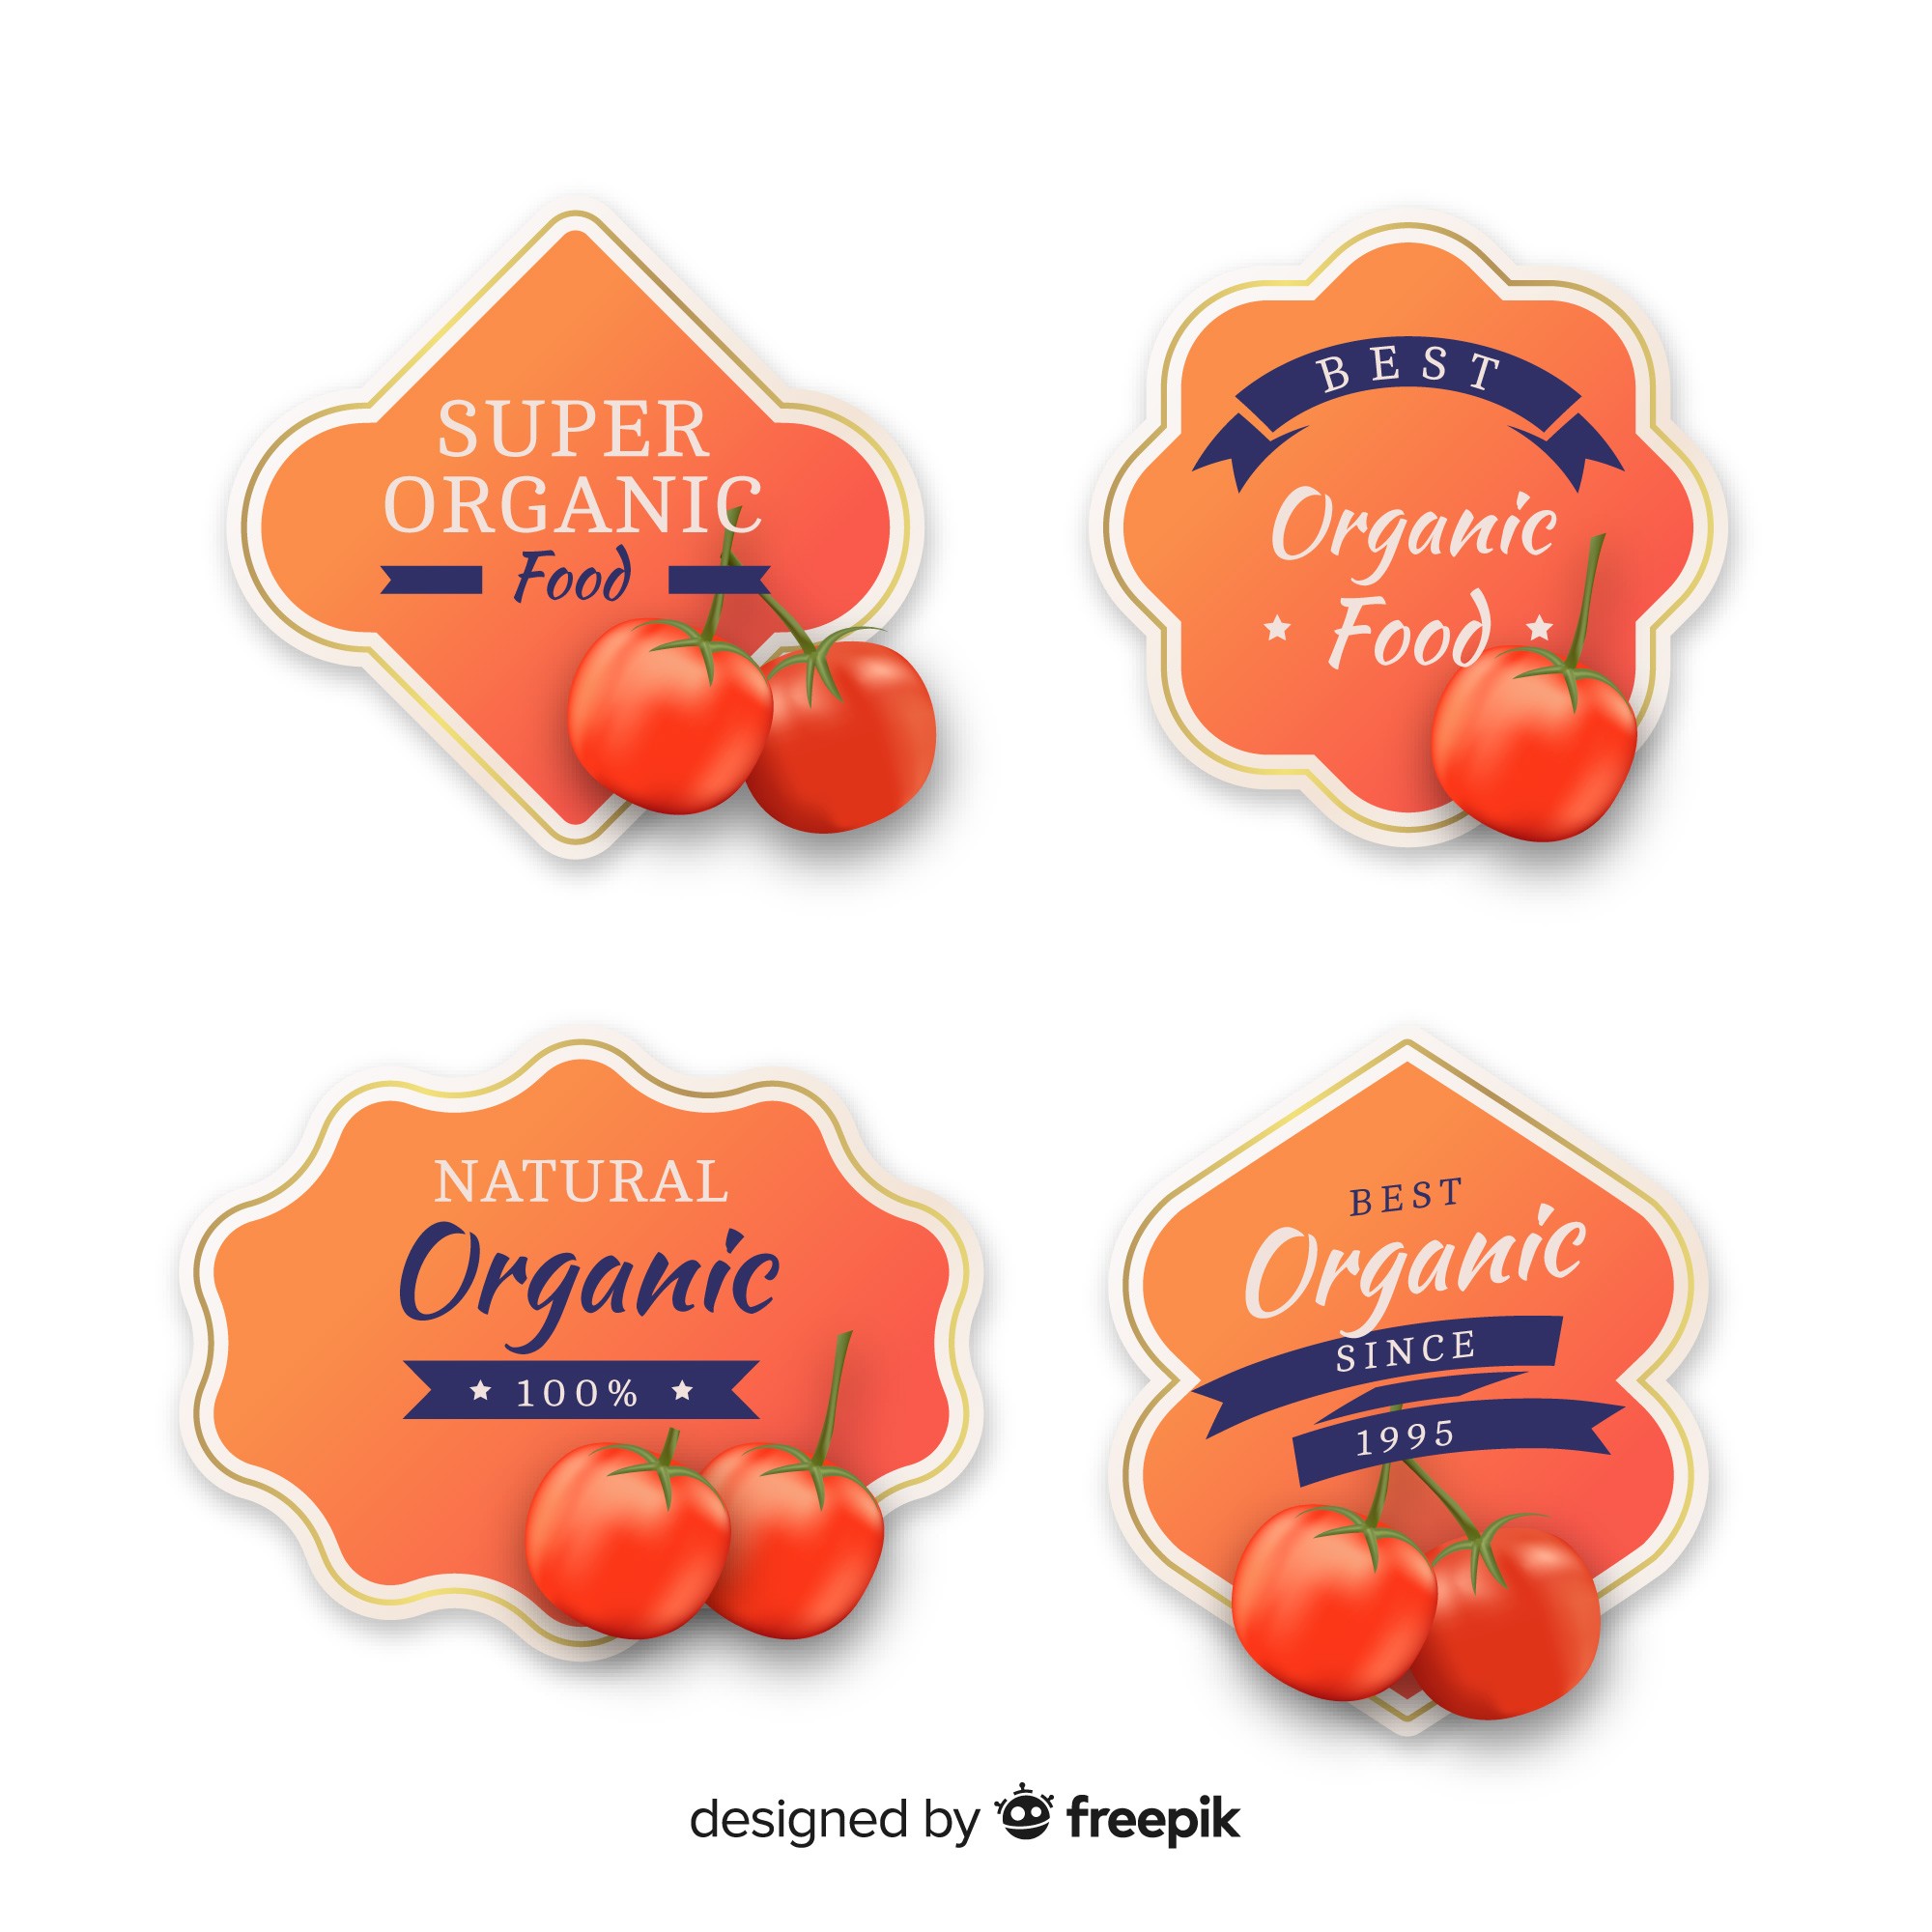 SUPER
ORGANIC
Food
BEST
Organic
Food
NATURAL
Organic
100%
BEST
Organic
SINCE
1995
designed by freepik